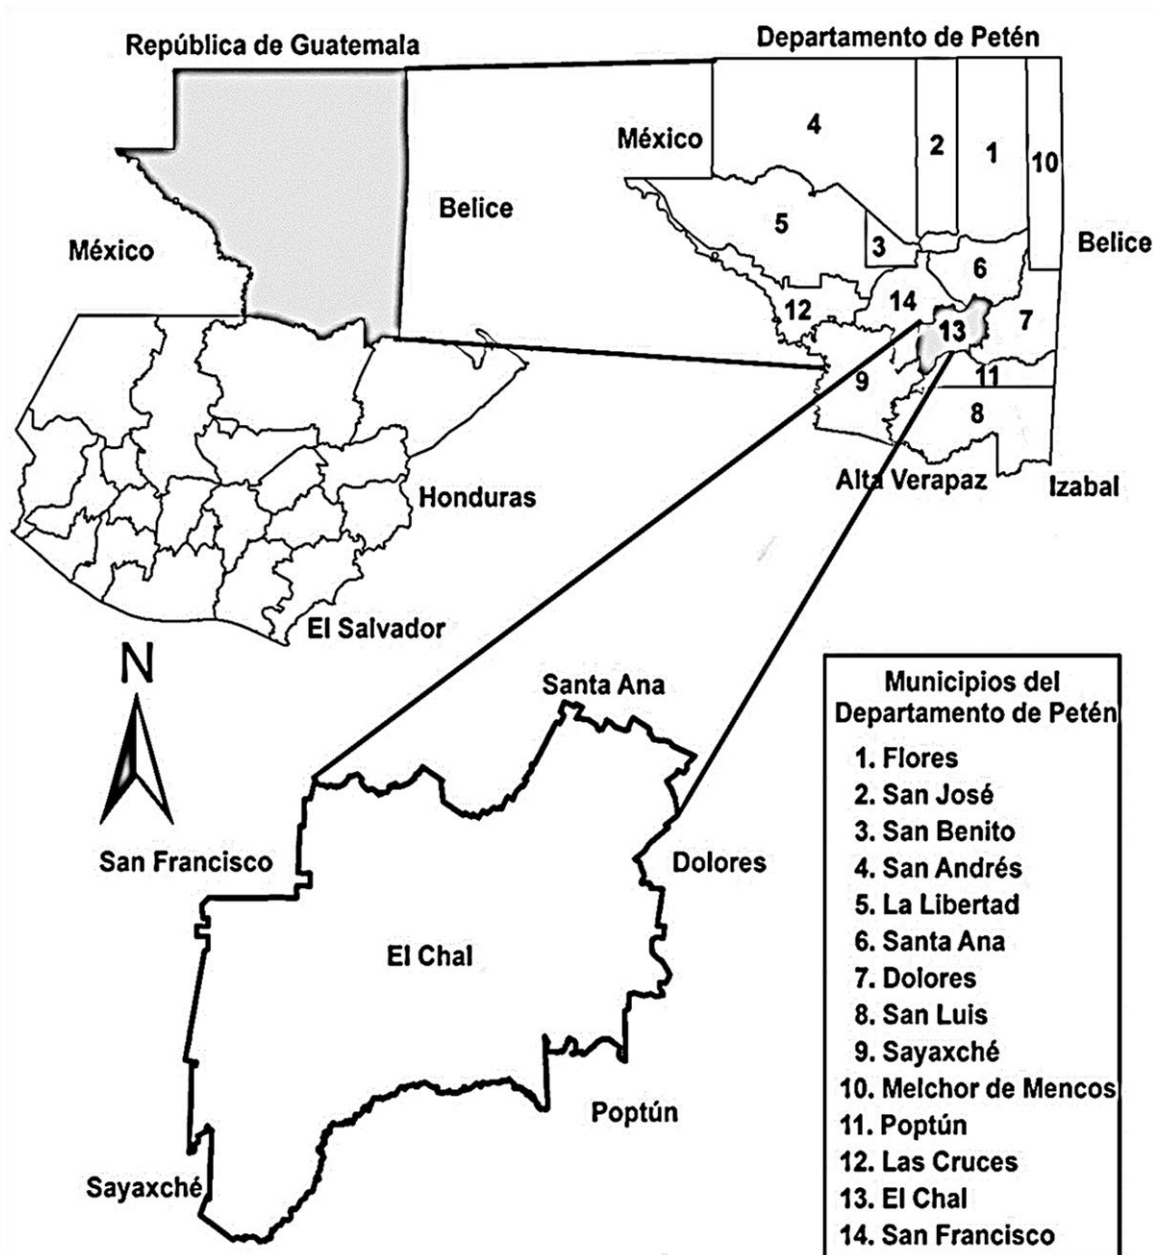 República de Guatemala
Departamento de Petén
México
4
2
1
10
México
Belice
5
3
Belice
6
12
14
13
7
9
11
8
Alta Verapaz
Izabal
Honduras
El Salvador
N
Santa Ana
San Francisco
Dolores
El Chal
Poptún
Sayaxché
Municipios del
Departamento de Petén
1. Flores
2. San José
3. San Benito
4. San Andrés
5. La Libertad
6. Santa Ana
7. Dolores
8. San Luis
9. Sayaxché
10. Melchor de Mencos
11. Poptún
12. Las Cruces
13. El Chal
14. San Francisco